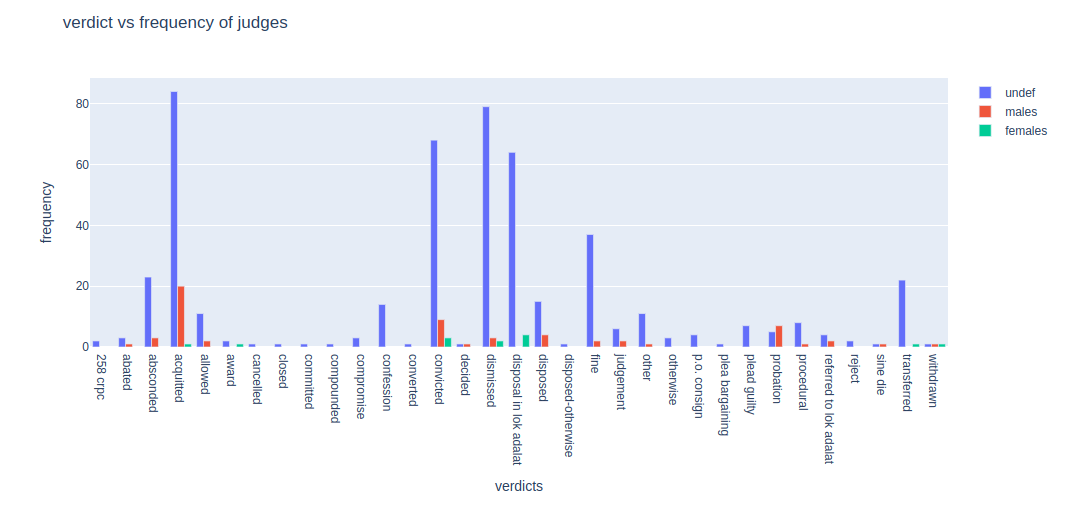 verdict vs frequency of judges
undef
males
females
80
60
40
20
0
frequency
258 crpc
abated
absconded
acquitted
allowed
award
cancelled
closed
committed
compounded
compromise
confession
converted
convicted
decided
dismissed
disposal in lok adalat
disposed
disposed-otherwise
fine
judgement
other
otherwise
p.o. consign
plea bargaining
plead guilty
probation
procedural
referred to lok adalat
reject
sine die
transferred
withdrawn
verdicts